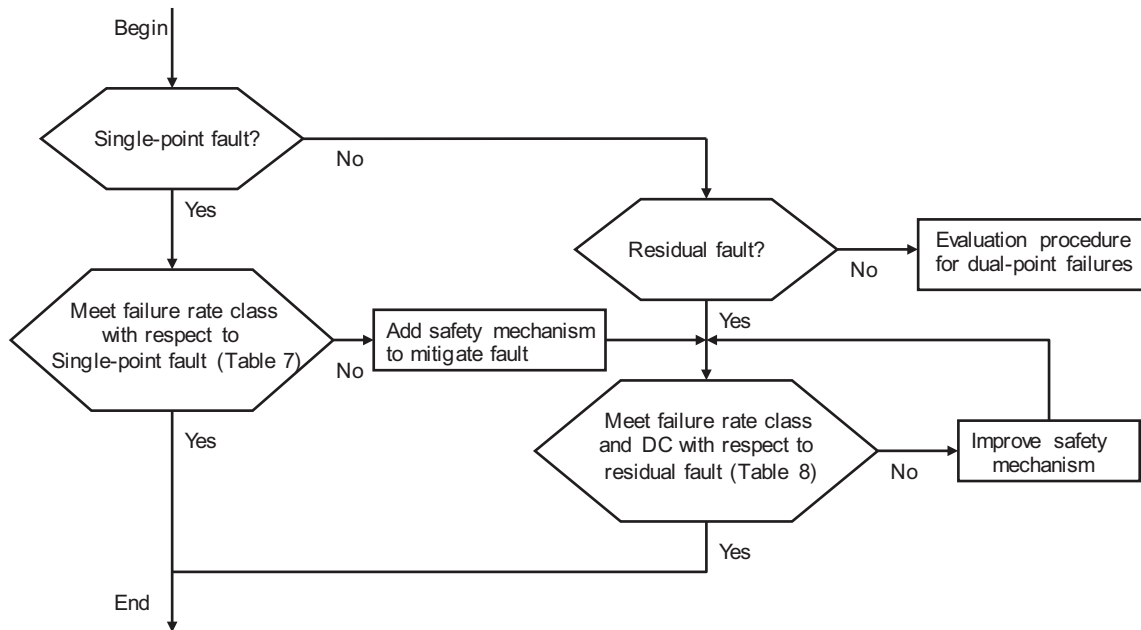 Begin
Single-point fault?
No
Yes
Residual fault?
No
Evaluation procedure
for dual-point failures
Meet failure rate class
with respect to
Single-point fault (Table 7)
No
Add safety mechanism
to mitigate fault
Yes
Yes
Meet failure rate class
and DC with respect to
residual fault (Table 8)
No
Improve safety
mechanism
Yes
End